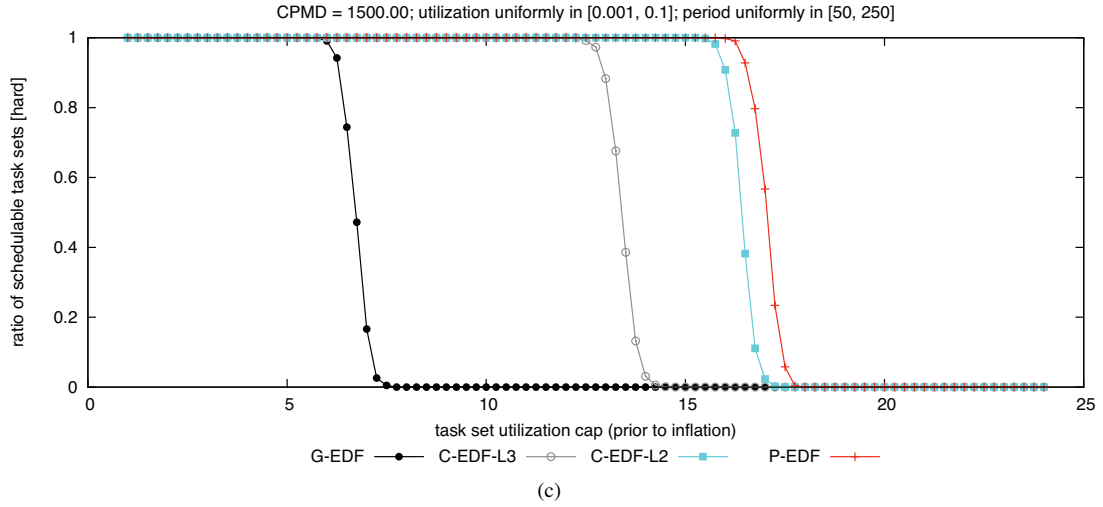 CPMD = 1500.00; utilization uniformly in [0.001, 0.1]; period uniformly in [50, 250]
1
0.8
0.6
0.4
0.2
0
ratio of schedulable task sets [hard]
0 5 10 15 20 25
task set utilization cap (prior to inflation)
G-EDF C-EDF-L3 C-EDF-L2 P-EDF
(c)